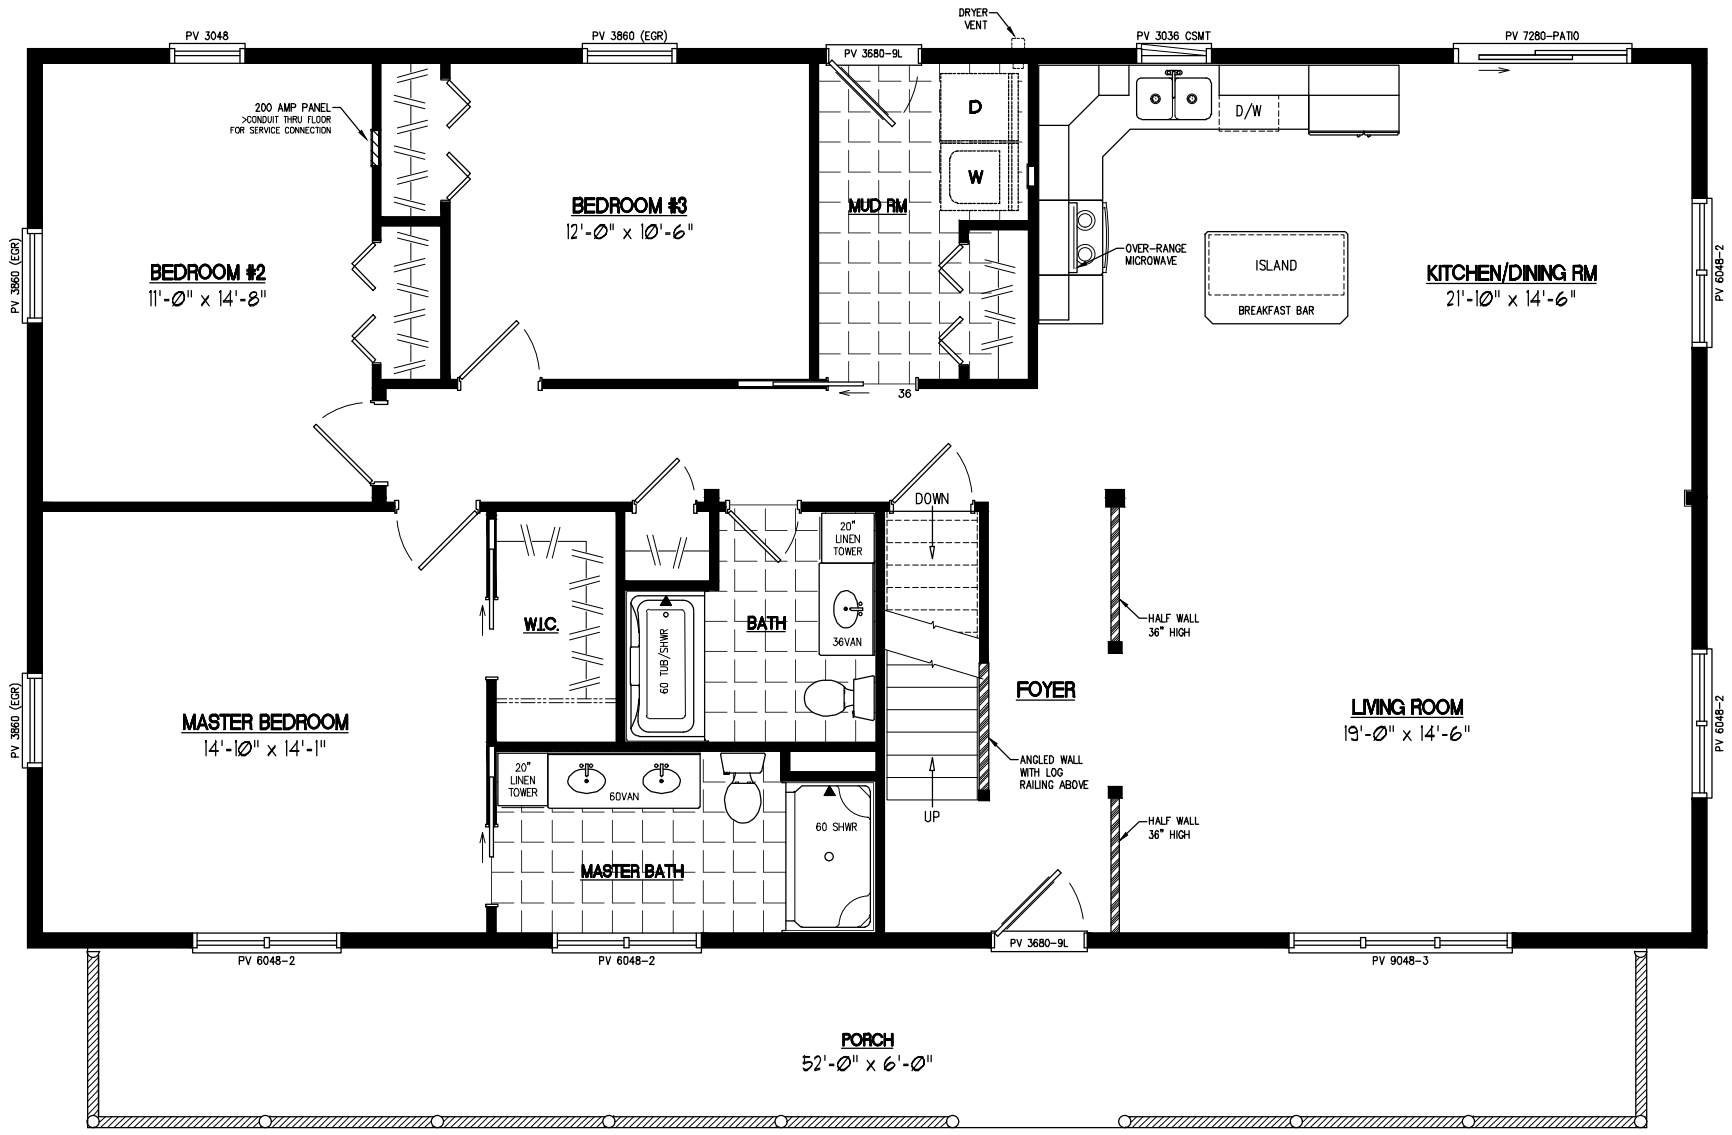 DRYER
VENT
PV 3048
PV 3860 (EGR)
PV 3680-9L
PV 3036 CSMT
PV 7280-PATIO
200 AMP PANEL
>CONDUIT THRU FLOOR
FOR SERVICE CONNECTION
D
D/W
W
BEDROOM #3
12'-0" x 10'-6"
MUD RM
OVER-RANGE
MICROWAVE
ISLAND
BREAKFAST BAR
KITCHEN/DINING RM
21'-10" x 14'-6"
PV 6048-2
PV 3860 (EGR)
BEDROOM #2
11'-0" x 14'-8"
36
DOWN
20"
LINEN
TOWER
W.I.C.
60 TUB/SHWR
BATH
36VAN
HALF WALL
36" HIGH
FOYER
PV 3860 (EGR)
MASTER BEDROOM
14'-10" x 14'-1"
LIVING ROOM
19'-0" x 14'-6"
PV 6048-2
ANGLED WALL
WITH LOG
RAILING ABOVE
20"
LINEN
TOWER
60VAN
UP
60 SHWR
HALF WALL
36" HIGH
MASTER BATH
PV 6048-2
PV 6048-2
PV 3680-9L
PV 9048-3
PORCH
52'-0" x 6'-0"